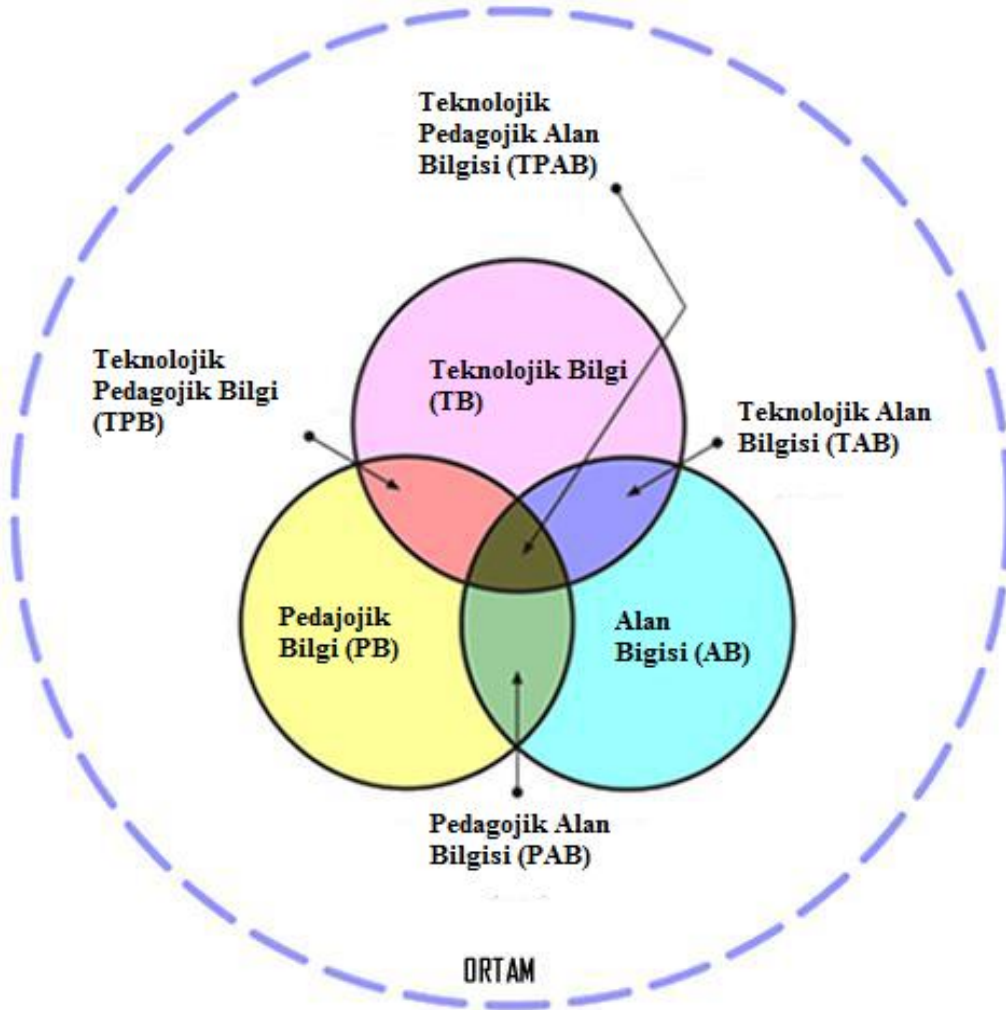 Teknolojik
Pedagojik Alan
Bilgisi (TPAB)
Teknolojik
Pedagojik Bilgi
(TPB)
Teknolojik Bilgi
(TB)
Teknolojik Alan
Bilgisi (TAB)
Pedajojik
Bilgi (PB)
Alan
Bigisi (AB)
Pedagojik Alan
Bilgisi (PAB)
ORTAM